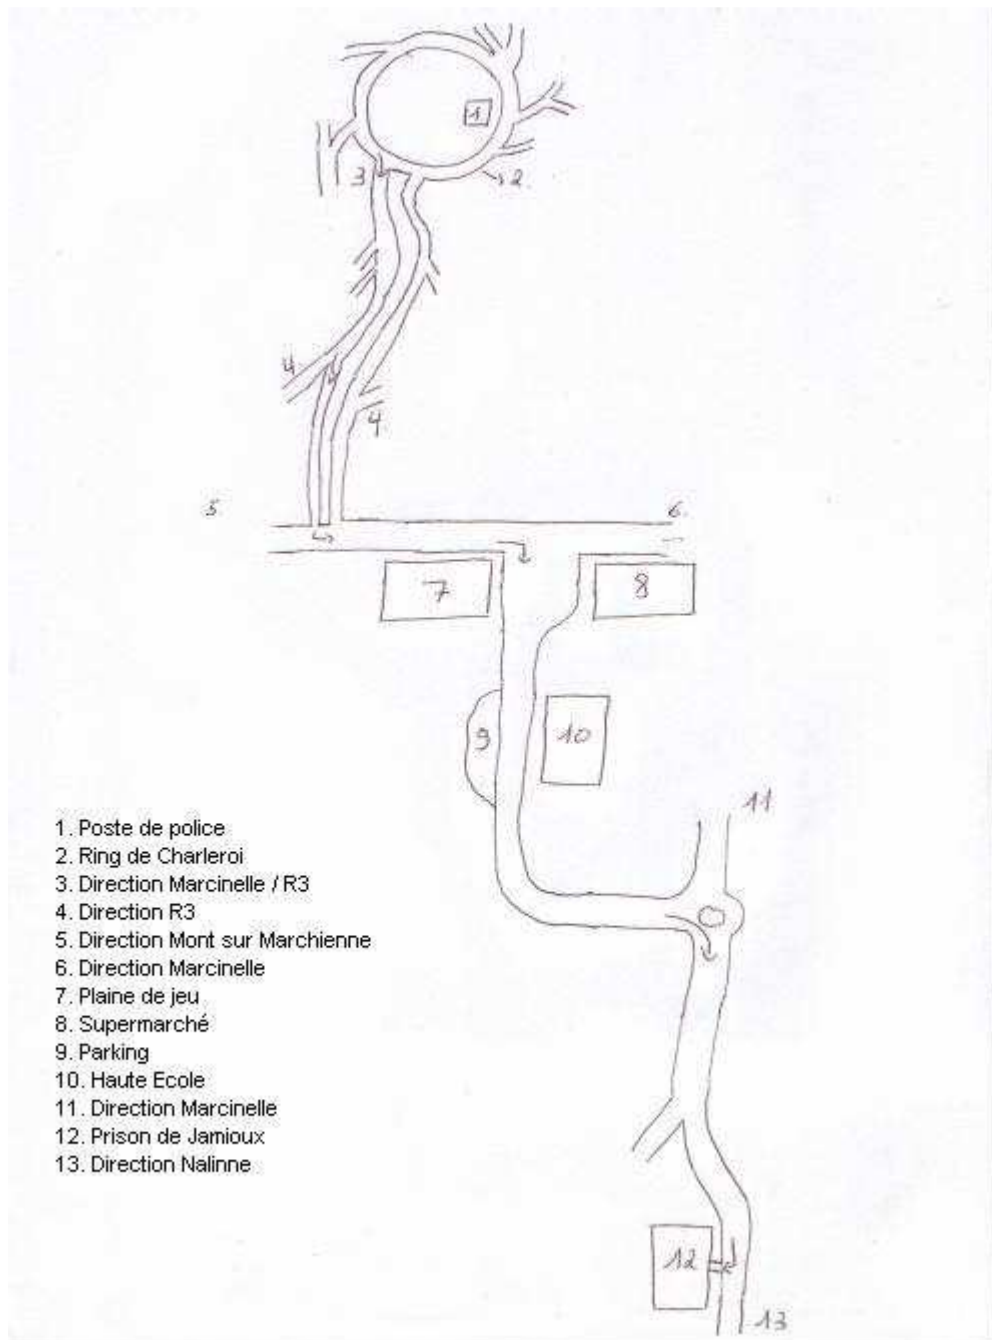 1
3
2.
4
4
5.
6.
7
8
9
10
11
1. Poste de police
2. Ring de Charleroi
3. Direction Marcinelle / R3
4. Direction R3
5. Direction Mont sur Marchienne
6. Direction Marcinelle
7. Plaine de jeu
8. Supermarché
9. Parking
10. Haute Ecole
11. Direction Marcinelle
12. Prison de Jamioux
13. Direction Nalinne
12
13